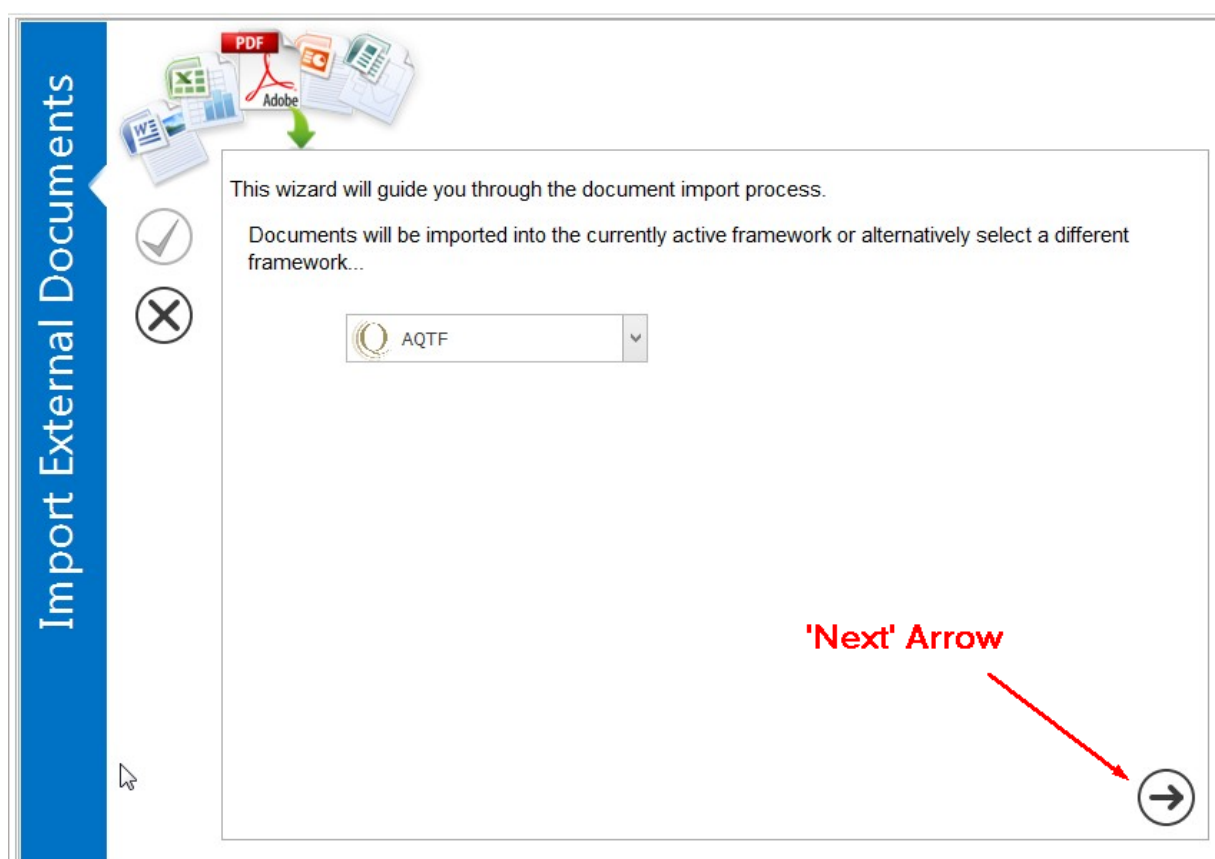 Import External Documents
PDF
Adobe
This wizard will guide you through the document import process.
Documents will be imported into the currently active framework or alternatively select a different
framework...
AQTF
'Next' Arrow